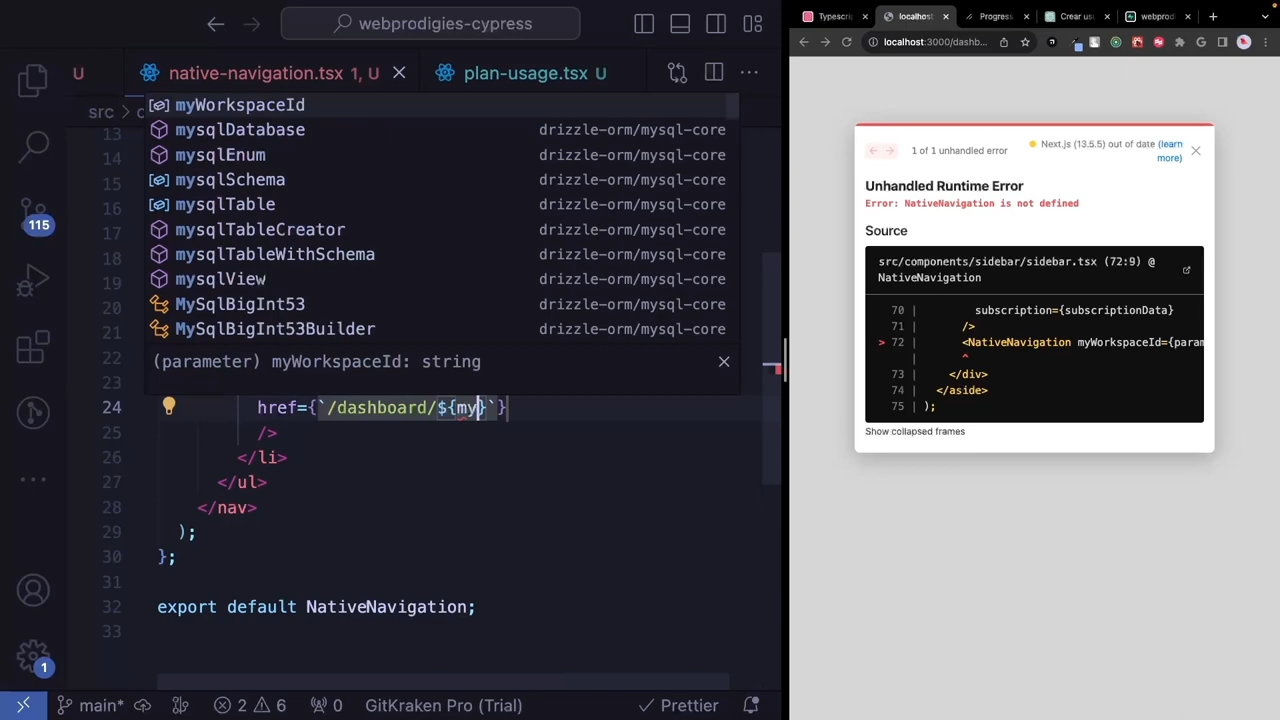 webprodigies-cypress
U
native-navigation.tsx 1, U
plan-usage.tsx U
src
myWorkspaceId
mysqlDatabase drizzle-orm/mysql-core
mysqlEnum drizzle-orm/mysql-core
mysqlSchema drizzle-orm/mysql-core
mysqlTable drizzle-orm/mysql-core
mysqlTableCreator drizzle-orm/mysql-core
mysqlTableWithSchema drizzle-orm/mysql-core
mysqlView drizzle-orm/mysql-core
MySqlBigInt53 drizzle-orm/mysql-core
MySqlBigInt53Builder drizzle-orm/mysql-core
(parameter) myWorkspaceId: string
13
14
15
16
17
18
19
20
21
22
23
24 href={`/dashboard/${my}`}
25 />
26 </li>
27 </ul>
28 </nav>
29 );
30 };
31
32 export default NativeNavigation;
33
115
1
main* 2 6 0 GitKraken Pro (Trial) Prettier
Typescri localhost Progress Crear us webprodi
localhost:3000/dashb...
1 of 1 unhandled error
Next.js (13.5.5) out of date (learn
more)
Unhandled Runtime Error
Error: NativeNavigation is not defined
Source
src/components/sidebar/sidebar.tsx (72:9) @
NativeNavigation
70 | subscription={subscriptionData}
71 | />
> 72 | <NativeNavigation myWorkspaceId={param
| ^
73 | </div>
74 | </aside>
75 | );
Show collapsed frames